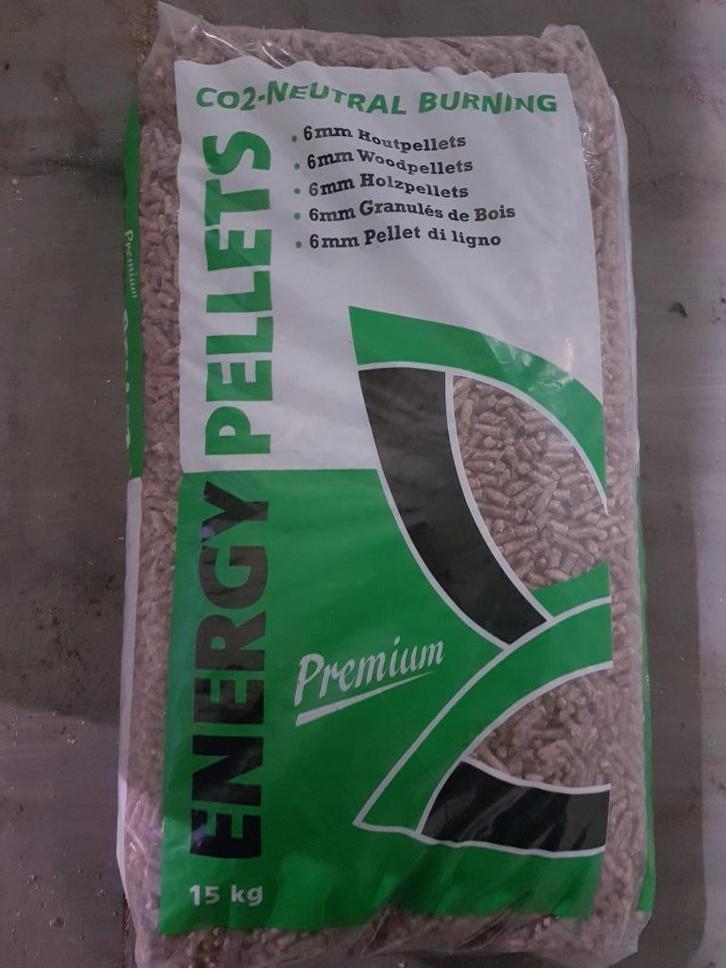 CO2-NEUTRAL BURNING
• 6mm Houtpellets
• 6mm Woodpellets
• 6mm Holzpellets
• 6mm Granulés de Bois
• 6mm Pellet di ligno
ENERGY PELLETS
Premium
15 kg
Premium